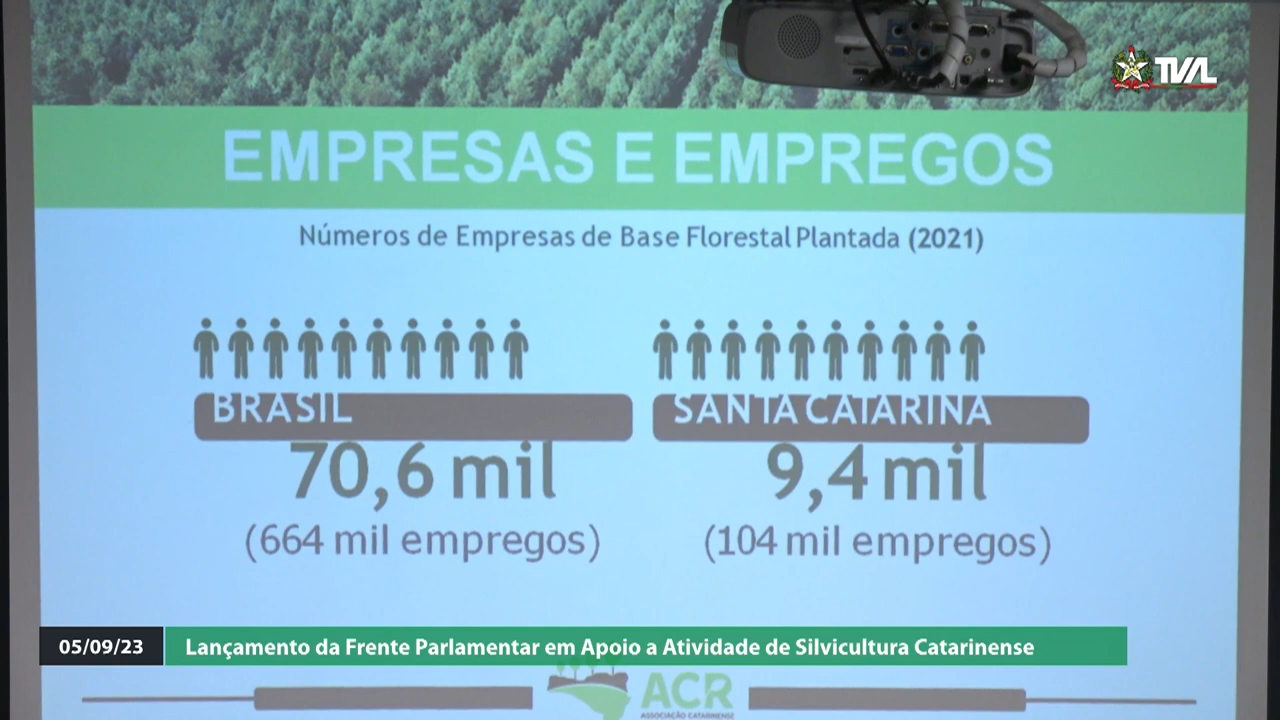 TVAL
EMPRESAS E EMPREGOS
Números de Empresas de Base Florestal Plantada (2021)
BRASIL
70,6 mil
(664 mil empregos)
SANTA CATARINA
9,4 mil
(104 mil empregos)
05/09/23
Lançamento da Frente Parlamentar em Apoio a Atividade de Silvicultura Catarinense
ACR
ASSOCIAÇÃO CATARINENSE